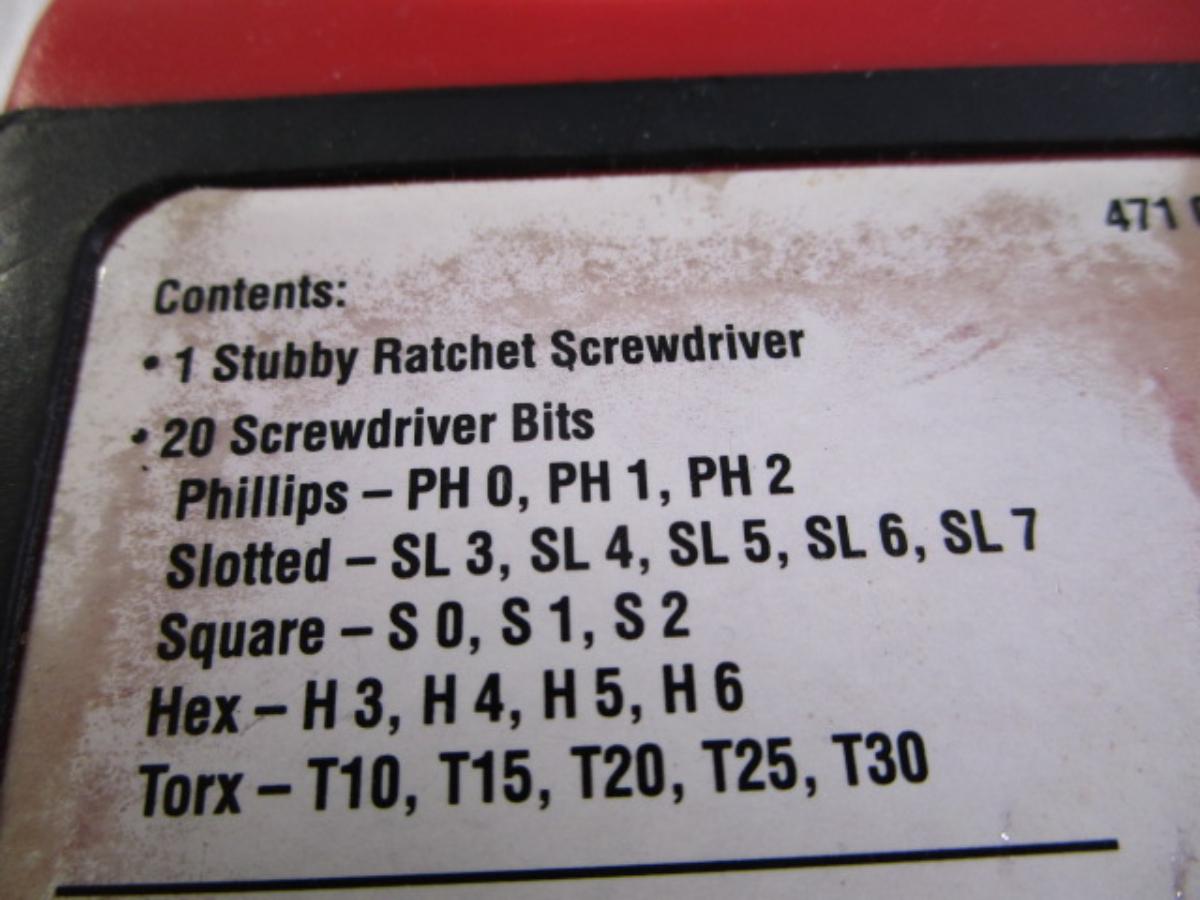 471
Contents:
• 1 Stubby Ratchet Screwdriver
• 20 Screwdriver Bits
Phillips – PH 0, PH 1, PH 2
Slotted – SL 3, SL 4, SL 5, SL 6, SL 7
Square – S 0, S 1, S 2
Hex – H 3, H 4, H 5, H 6
Torx – T10, T15, T20, T25, T30